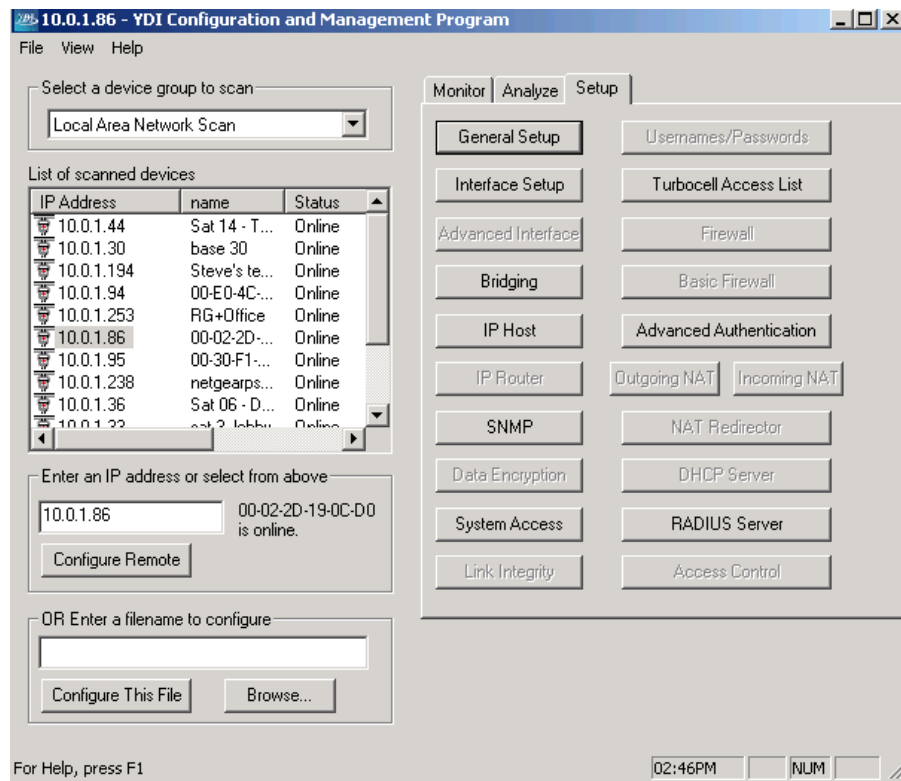 10.0.1.86 - YDI Configuration and Management Program
File View Help
Select a device group to scan
Local Area Network Scan
List of scanned devices
IP Address name Status
10.0.1.44 Sat 14 - T... Online
10.0.1.30 base 30 Online
10.0.1.194 Steve's te... Online
10.0.1.94 00-E0-4C-... Online
10.0.1.253 RG+Office Online
10.0.1.86 00-02-2D-... Online
10.0.1.95 00-30-F1-... Online
10.0.1.238 netgearps... Online
10.0.1.36 Sat 06 - D... Online
Online
Enter an IP address or select from above
10.0.1.86
00-02-2D-19-0C-D0
is online.
Configure Remote
OR Enter a filename to configure
Configure This File Browse...
Monitor Analyze Setup
General Setup Usernames/Passwords
Interface Setup Turbocell Access List
Advanced Interface Firewall
Bridging Basic Firewall
IP Host Advanced Authentication
IP Router Outgoing NAT Incoming NAT
SNMP NAT Redirector
Data Encryption DHCP Server
System Access RADIUS Server
Link Integrity Access Control
For Help, press F1
02:46PM NUM